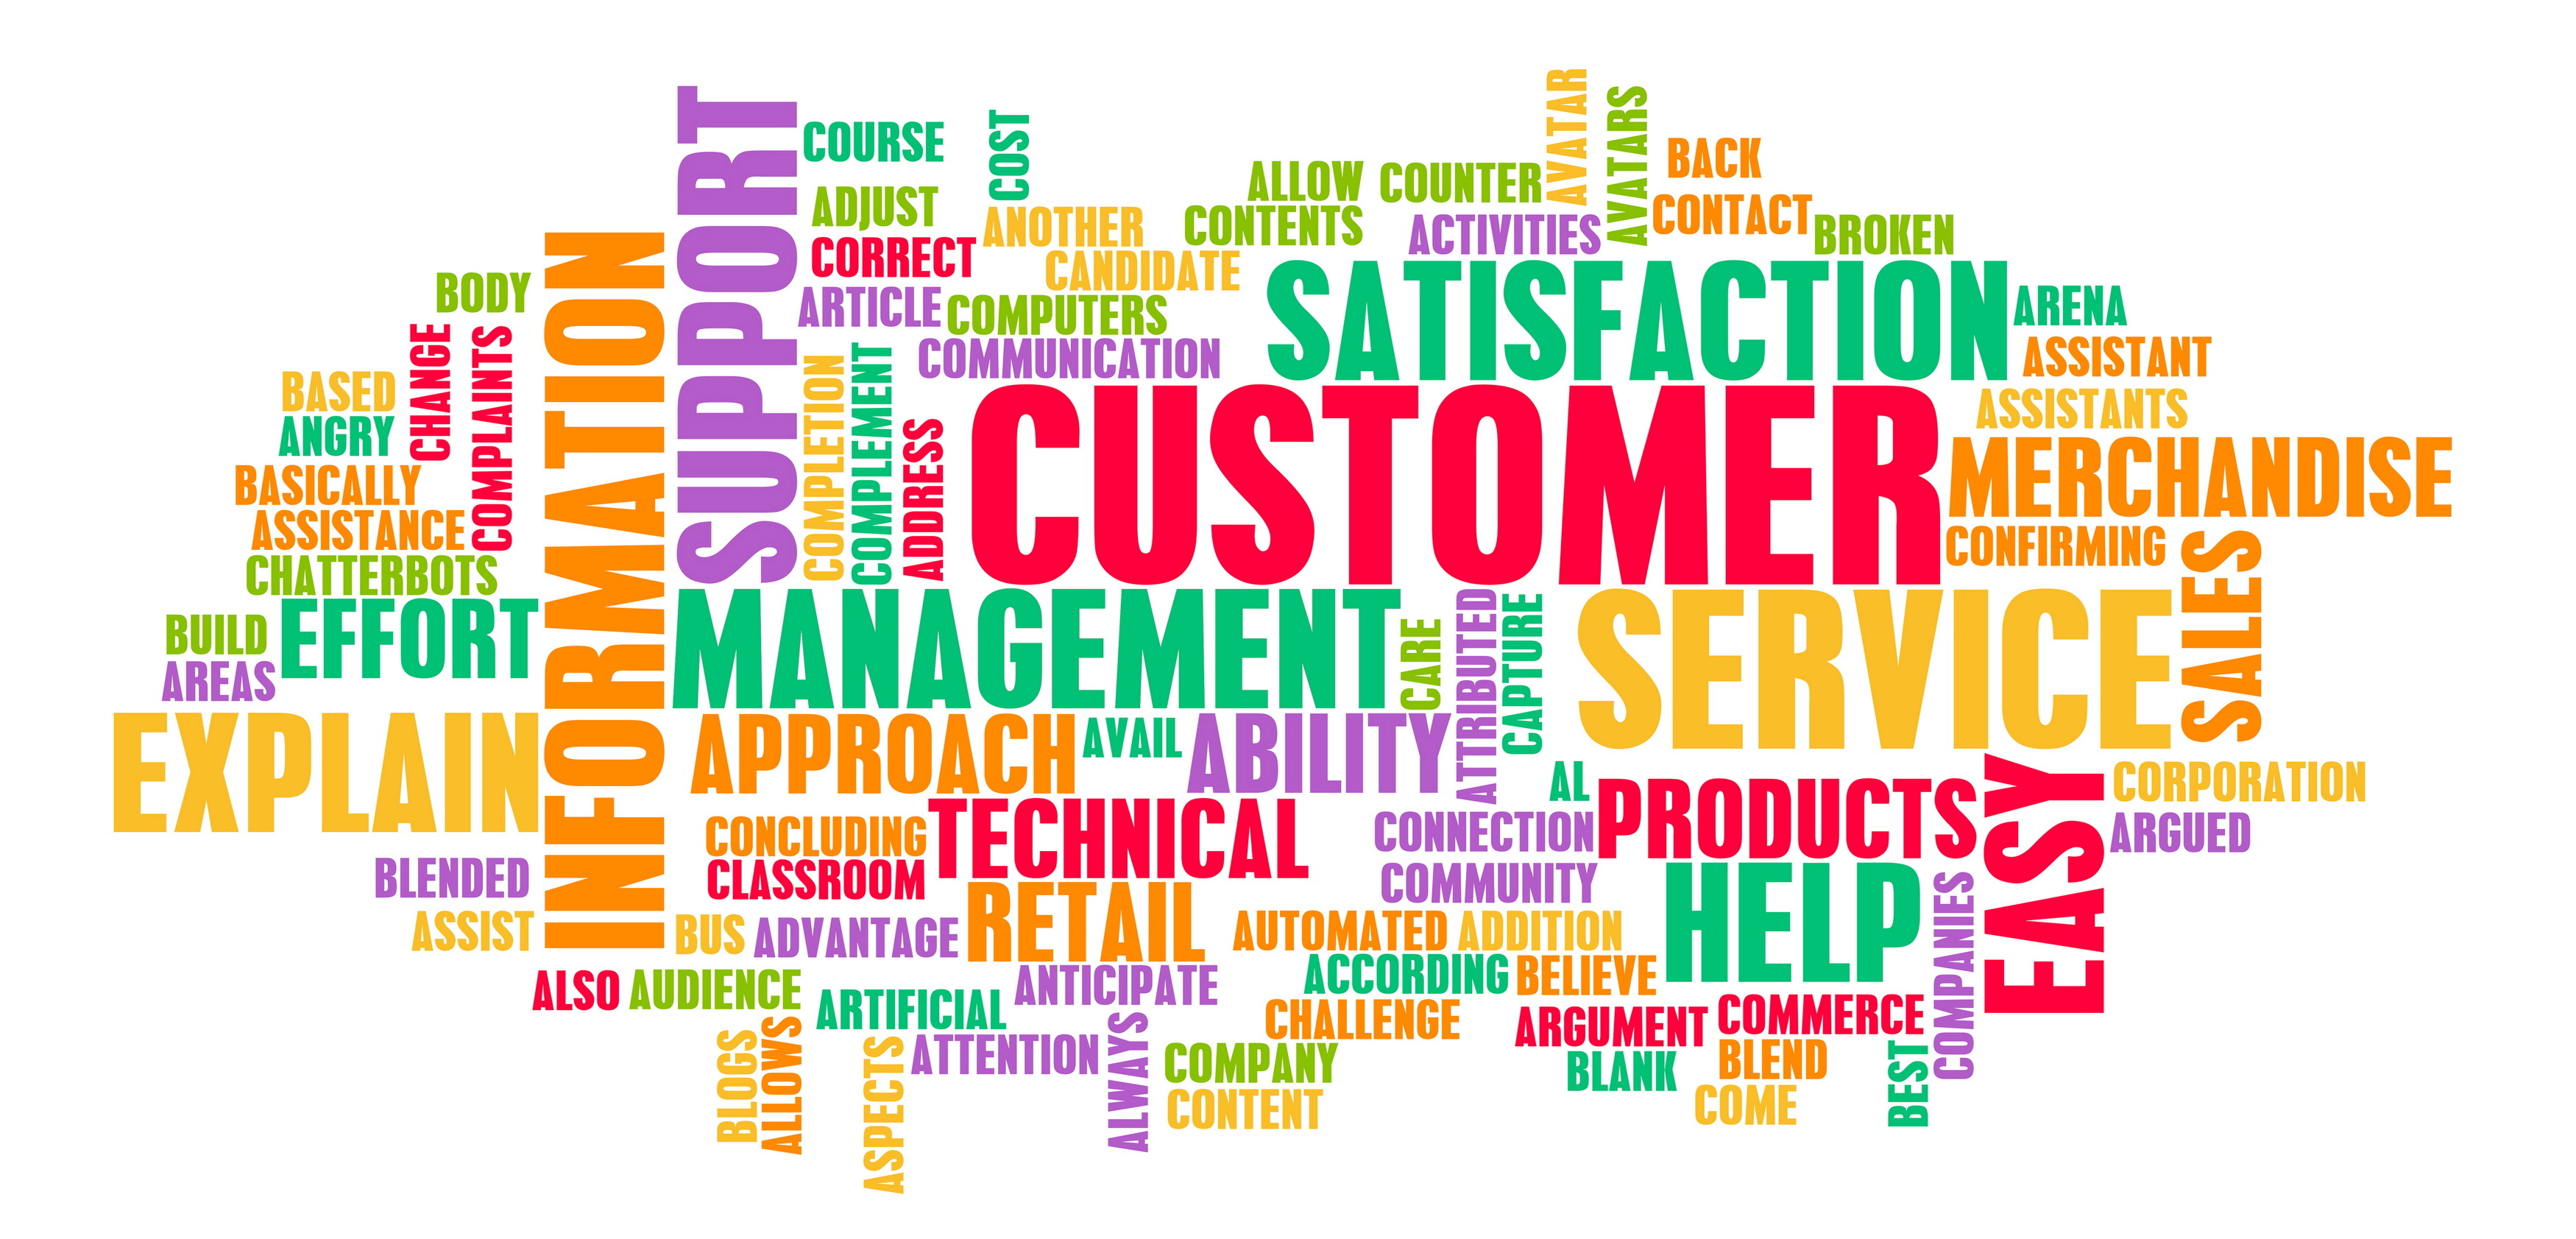 AVATAR
AVATARS
SUPPORT
COURSE
COST
BACK
ALLOW COUNTER
ADJUST
CONTACT
ANOTHER
CONTENTS
ACTIVITIES
BROKEN
INFORMATION
CORRECT
CANDIDATE
SATISFACTION
BODY
ARTICLE
COMPUTERS
ARENA
CHANGE
COMPLAINTS
COMMUNICATION
ASSISTANT
COMPLETION
COMPLEMENT
BASED
CUSTOMER
ASSISTANTS
ANGRY
ADDRESS
MERCHANDISE
BASICALLY
ASSISTANCE
CONFIRMING
SALES
CHATTERBOTS
EFFORT
MANAGEMENT
CARE
ATTRIBUTED
CAPTURE
SERVICE
BUILD
AREAS
EXPLAIN
APPROACH
AVAIL
ABILITY
EASY
AL
CORPORATION
PRODUCTS
TECHNICAL
CONCLUDING
CONNECTION
ARGUED
CLASSROOM
BLENDED
COMMUNITY
HELP
COMPANIES
RETAIL
ASSIST
BUS
ADVANTAGE
AUTOMATED ADDITION
ALSO
AUDIENCE
ANTICIPATE
ACCORDING BELIEVE
ARTIFICIAL
CHALLENGE
ARGUMENT
COMMERCE
BLOGS
ALLOWS
ASPECTS
ATTENTION
ALWAYS
COMPANY
BLANK
BLEND
BEST
CONTENT
COME